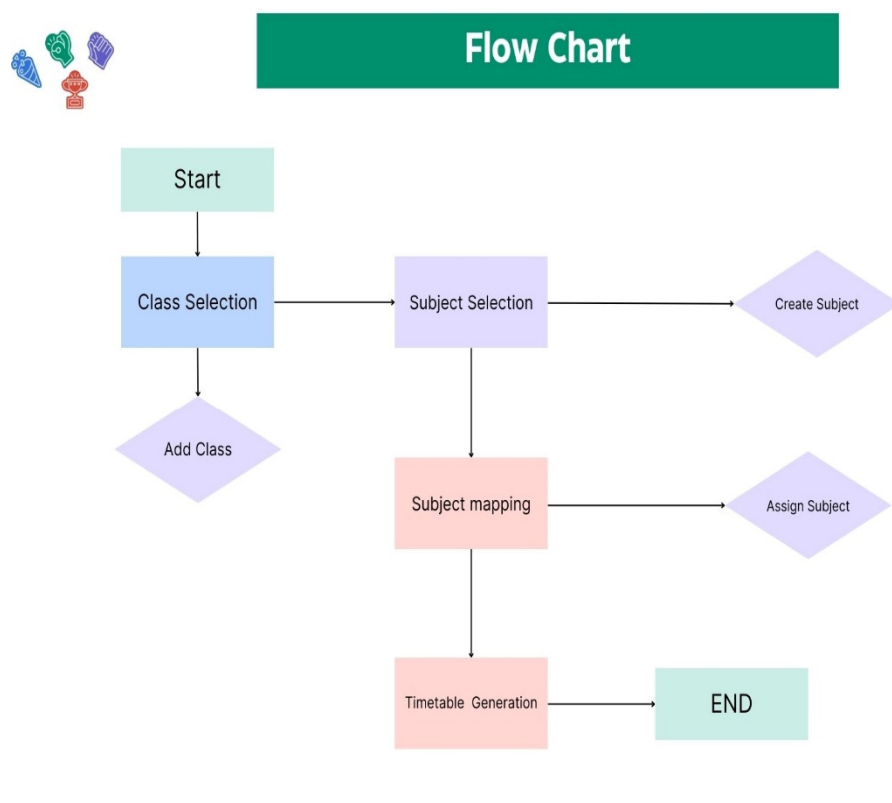 Flow Chart
Start
Class Selection
Subject Selection
Create Subject
Add Class
Subject mapping
Assign Subject
Timetable Generation
END